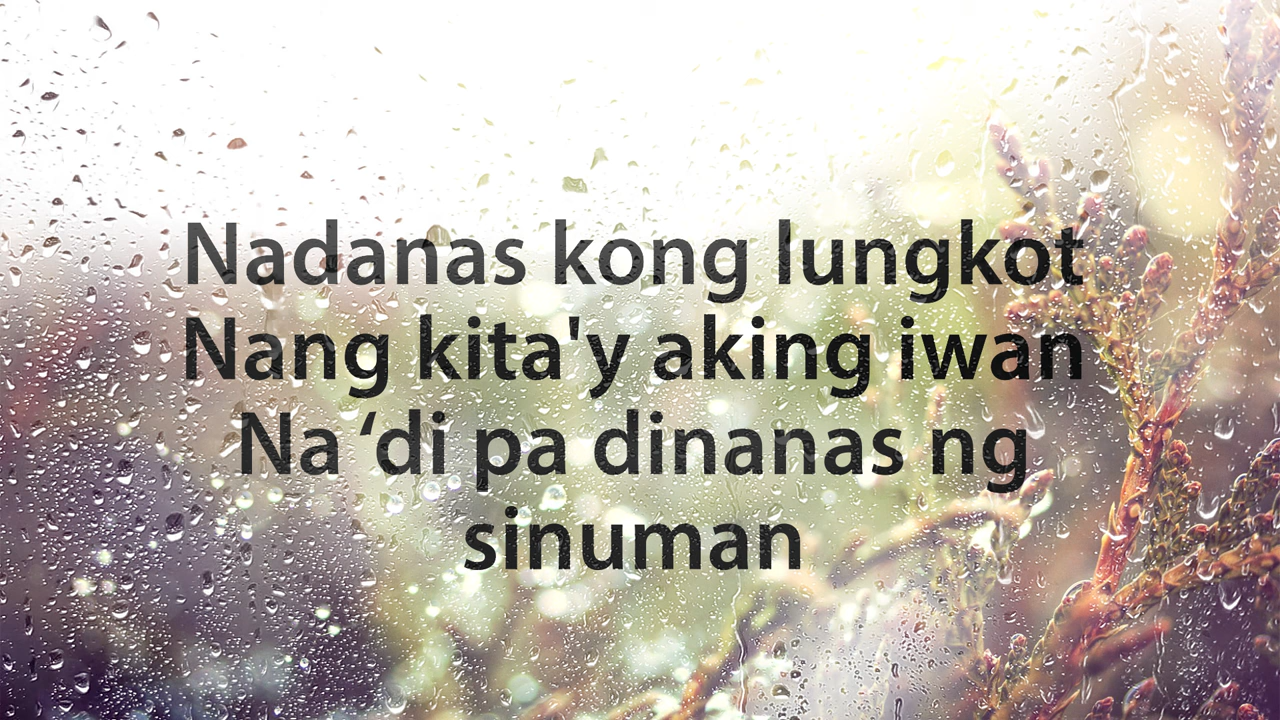 Nadanas kong lungkot
Nang kita'y aking iwan
Na ‘di pa dinanas ng
sinuman